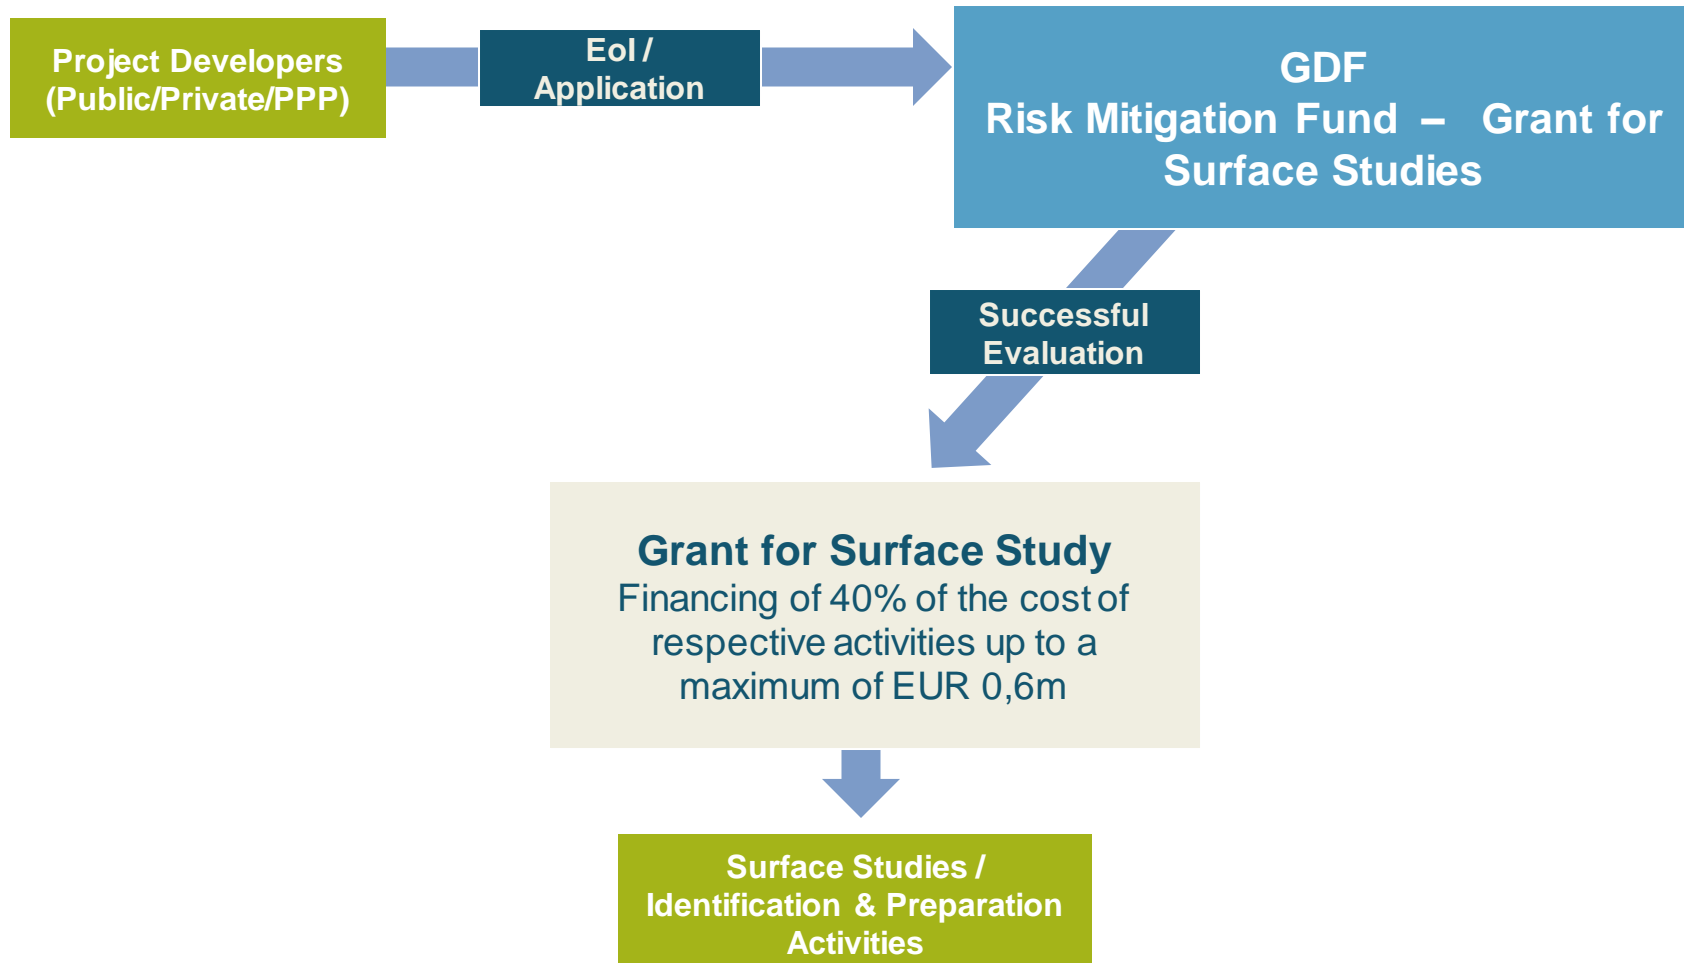 Project Developers
(Public/Private/PPP)
EoI /
Application
GDF
Risk Mitigation Fund – Grant for
Surface Studies
Successful
Evaluation
Grant for Surface Study
Financing of 40% of the cost of
respective activities up to a
maximum of EUR 0,6m
Surface Studies /
Identification & Preparation
Activities